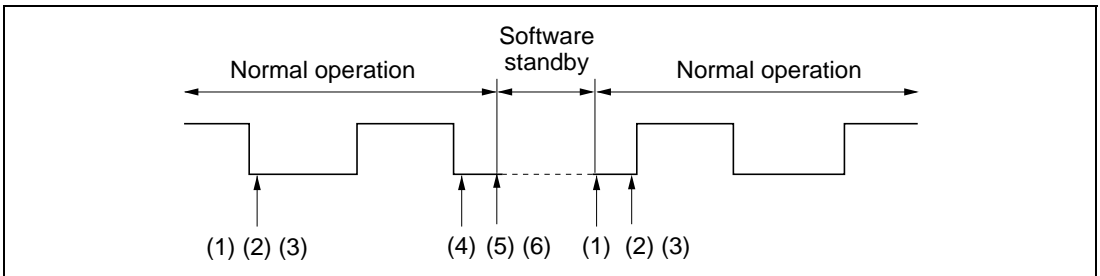 Software
standby
Normal operation
Normal operation
(1) (2) (3)
(4) (5) (6)
(1) (2) (3)